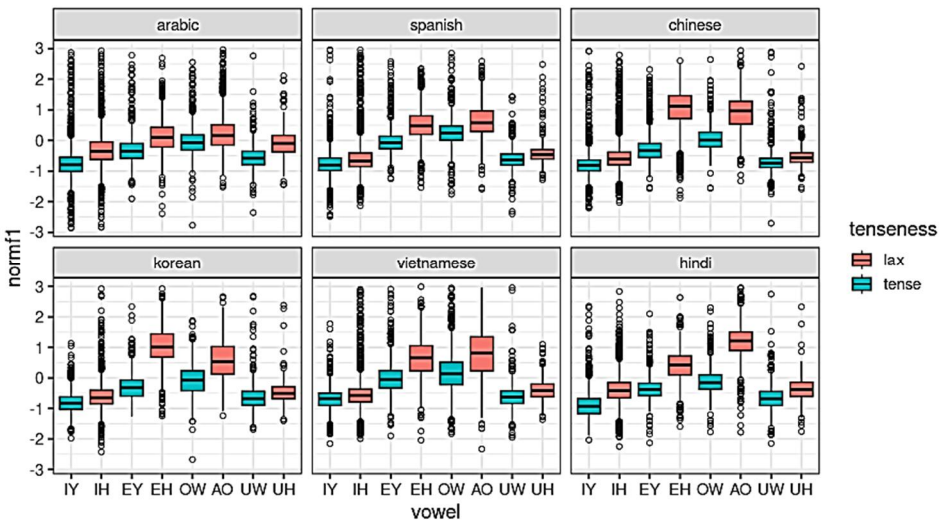 arabic spanish chinese
3 2 1 0 -1 -2 -3
korean vietnamese hindi
3 2 1 0 -1 -2 -3
IY IH EY EH OW AO UW UH IY IH EY EH OW AO UW UH IY IH EY EH OW AO UW UH
vowel
normf1
tenseness
lax
tense